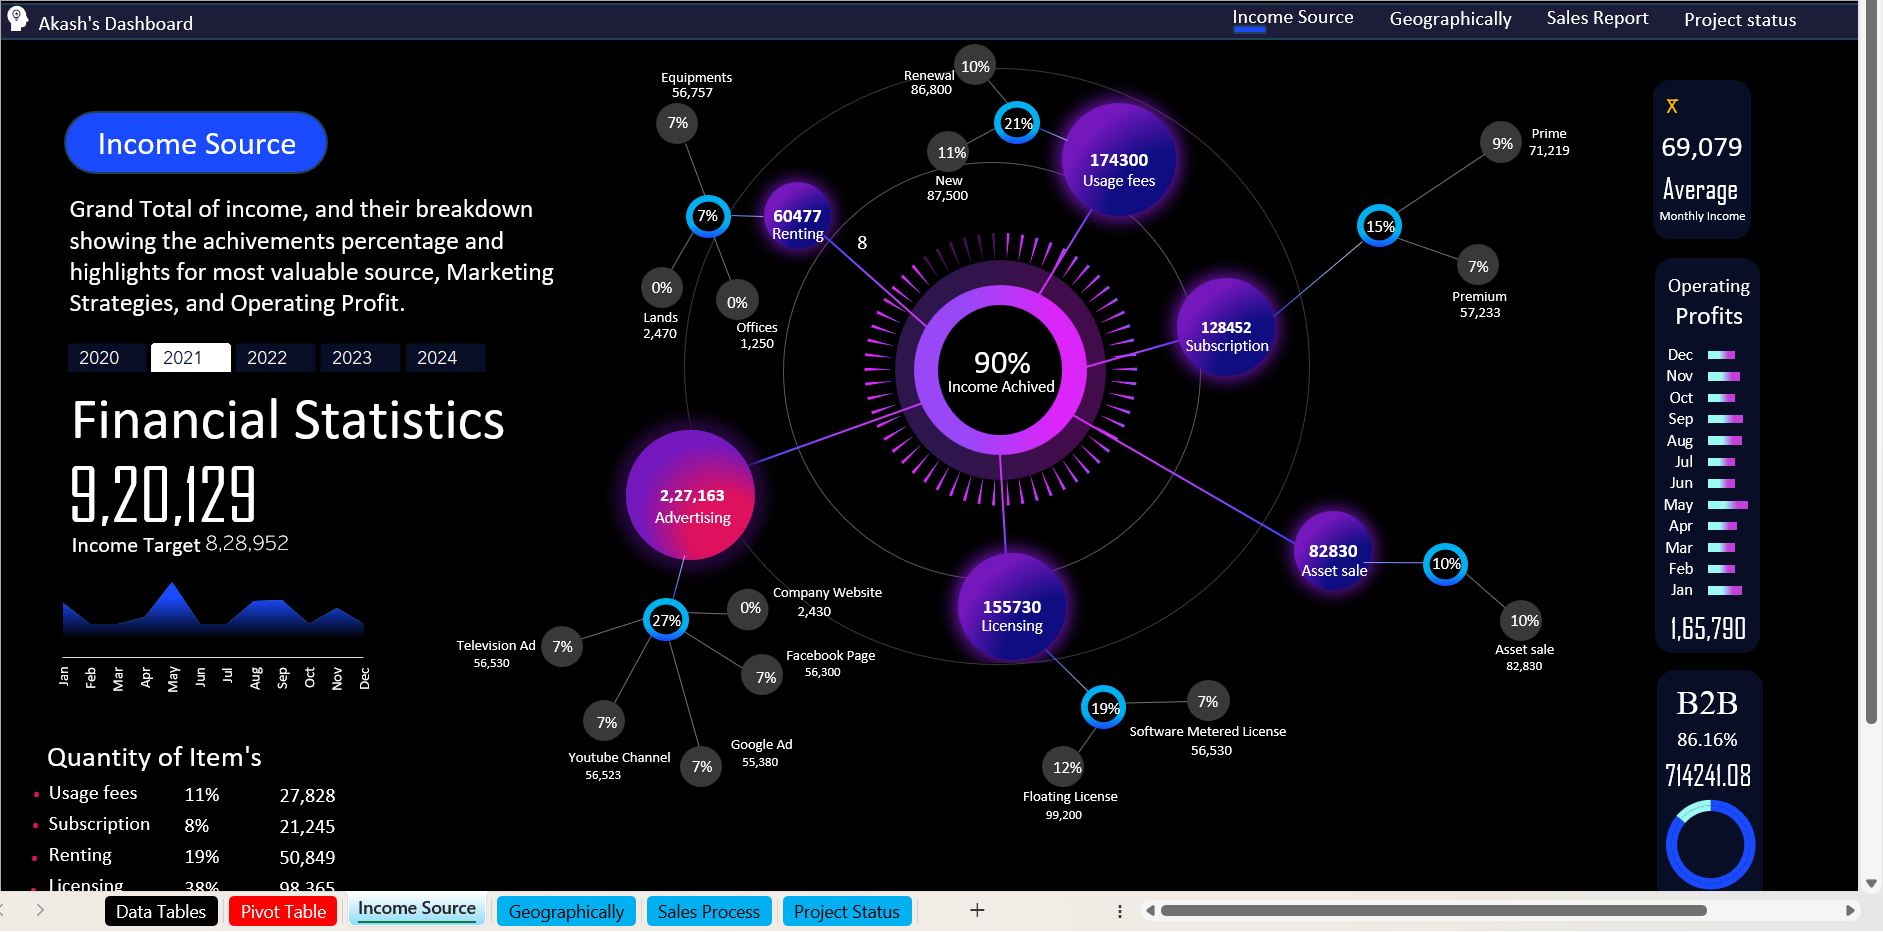 Akash's Dashboard
Income Source
Geographically
Sales Report
Project status
Income Source
Grand Total of income, and their breakdown
showing the achivements percentage and
highlights for most valuable source, Marketing
Strategies, and Operating Profit.
2020
2021
2022
2023
2024
Financial Statistics
9,20,129
Income Target 8,28,952
Jan
Feb
Mar
Apr
May
Jun
Jul
Aug
Sep
Oct
Nov
Dec
Quantity of Item's
Usage fees 11% 27,828
Subscription 8% 21,245
Renting 19% 50,849
Licensing 38% 98,365
Equipments
56,757
7%
7%
0%
Lands
2,470
0%
Offices
1,250
60477
Renting
8
Renewal
86,800
10%
21%
11%
New
87,500
174300
Usage fees
90%
Income Achived
128452
Subscription
15%
9%
Prime
71,219
7%
Premium
57,233
2,27,163
Advertising
27%
0%
Company Website
2,430
Television Ad
56,530
7%
7%
Facebook Page
56,300
7%
Youtube Channel
56,523
7%
Google Ad
55,380
155730
Licensing
19%
7%
Software Metered License
56,530
12%
Floating License
99,200
82830
Asset sale
10%
10%
Asset sale
82,830
69,079
Average
Monthly Income
Operating
Profits
Dec
Nov
Oct
Sep
Aug
Jul
Jun
May
Apr
Mar
Feb
Jan
1,65,790
B2B
86.16%
714241.08
Data Tables
Pivot Table
Income Source
Geographically
Sales Process
Project Status